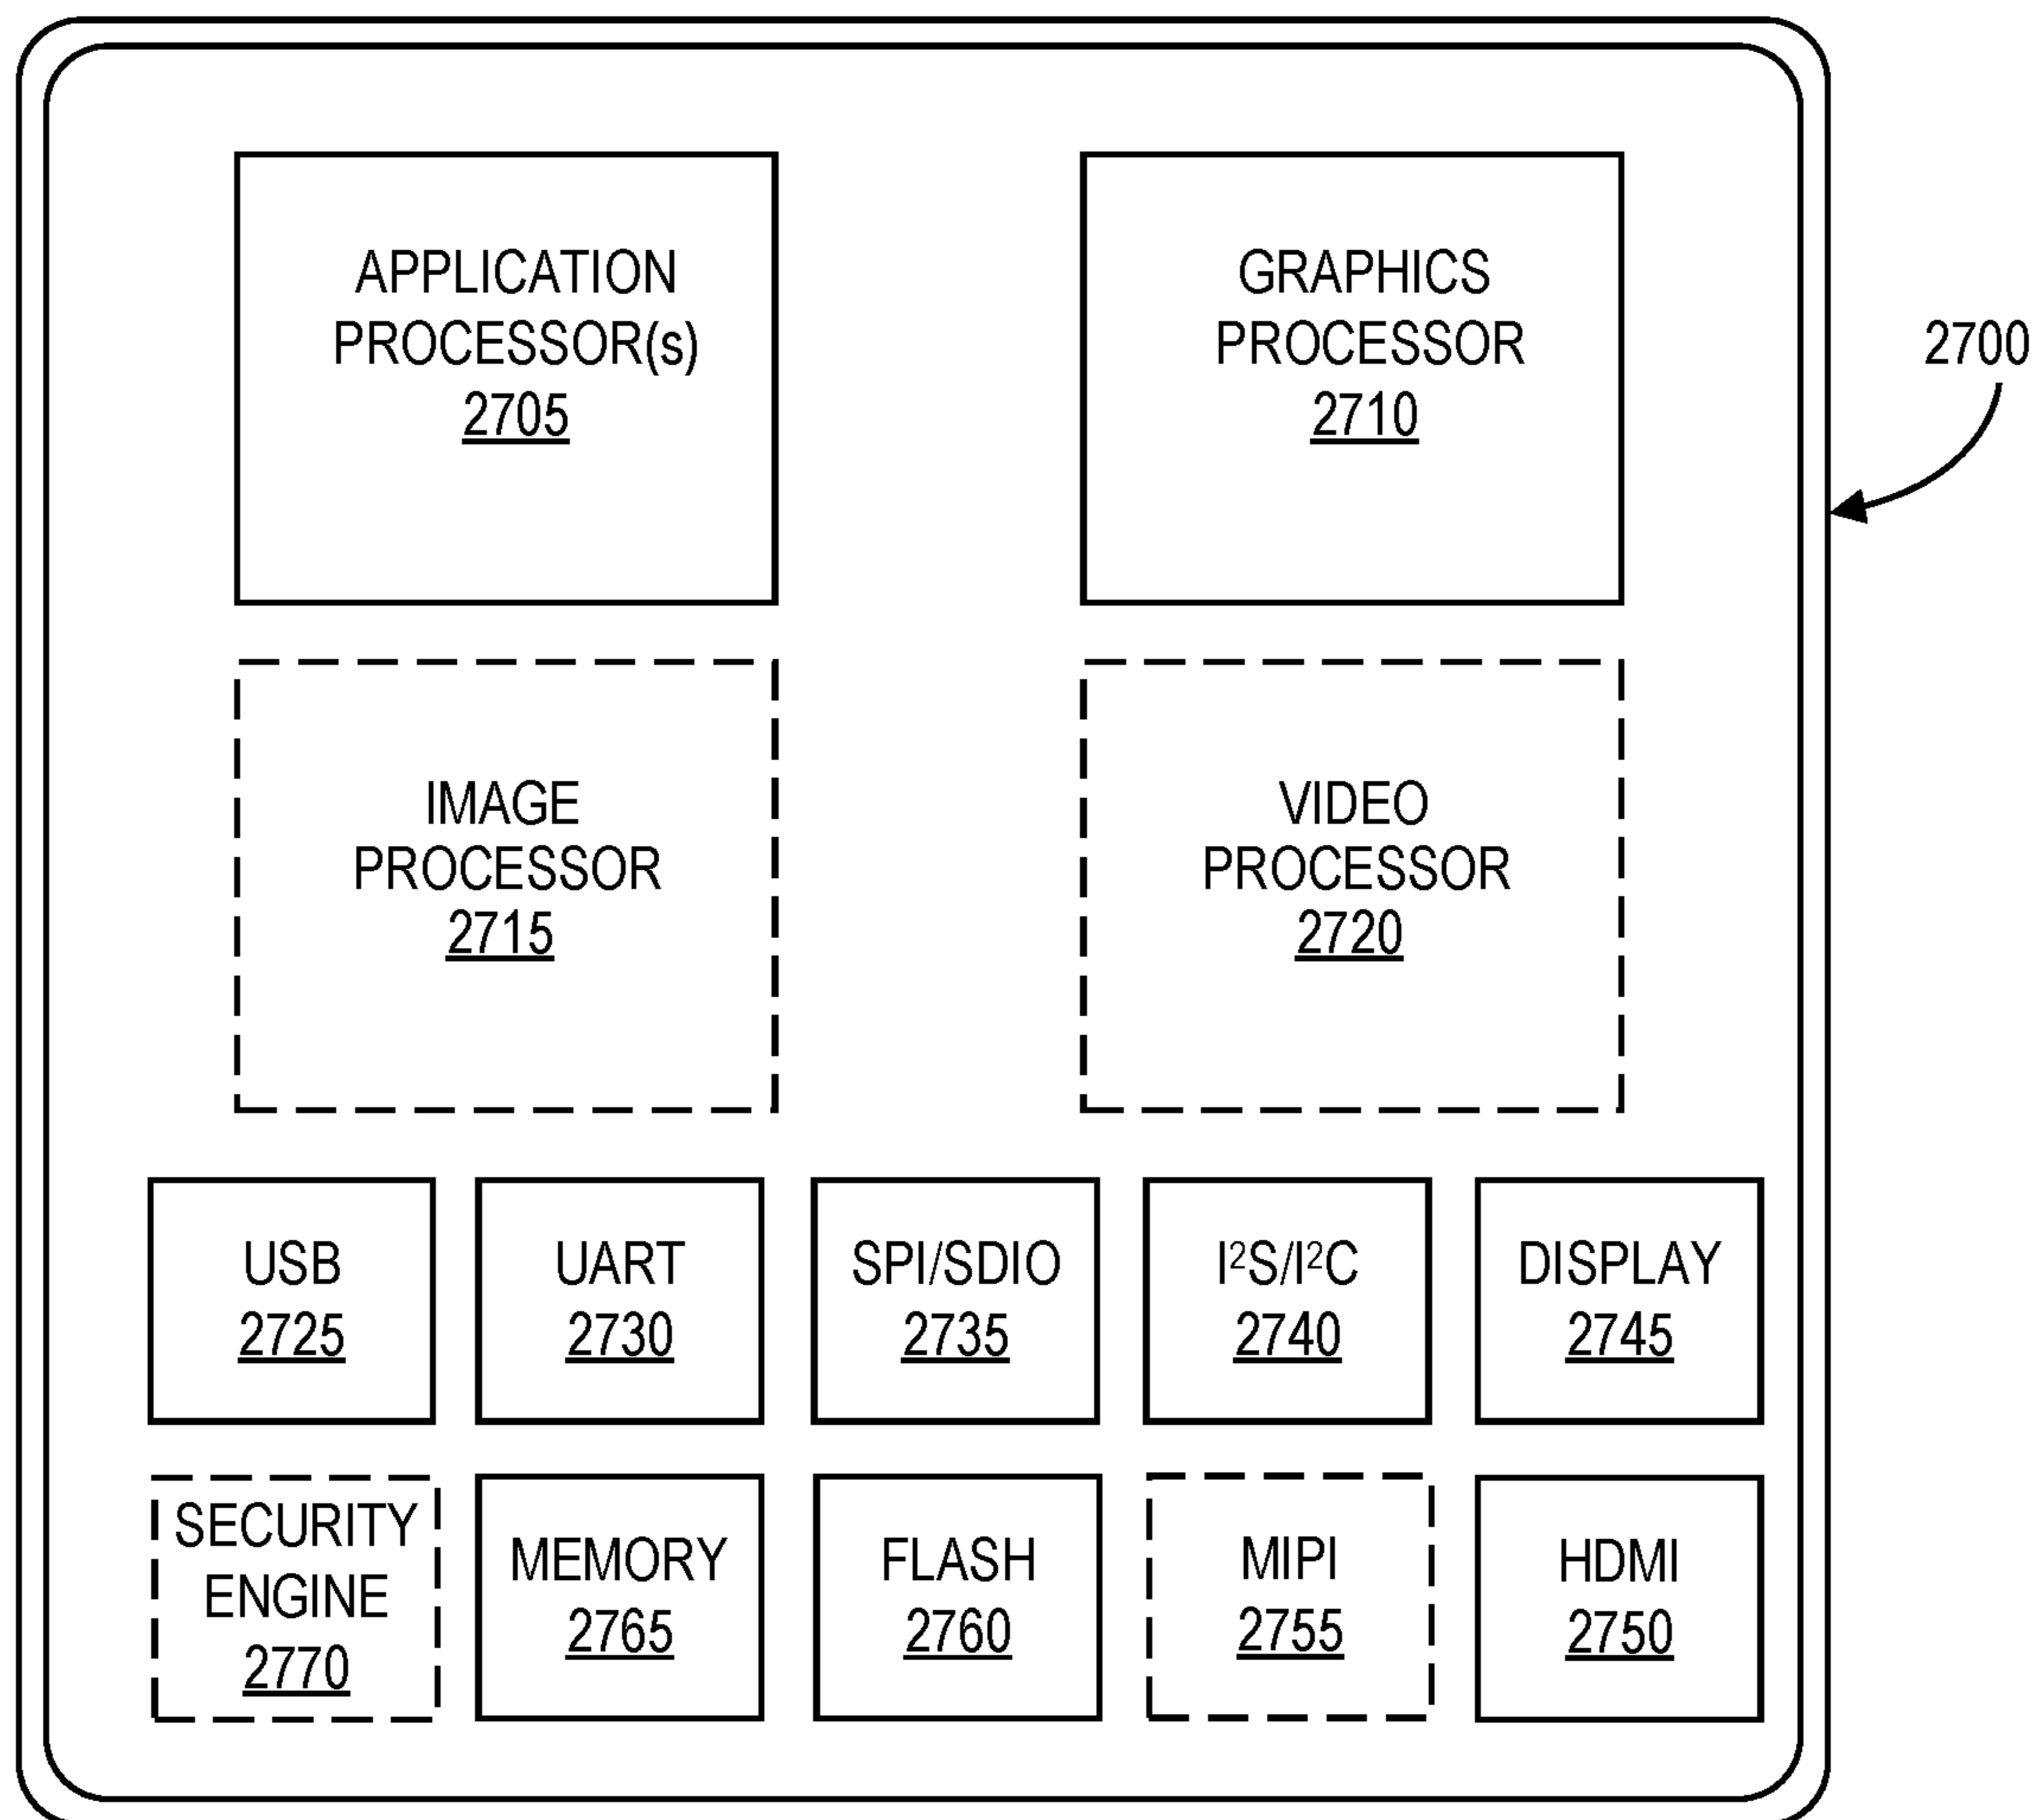 APPLICATION
PROCESSOR(s)
2705
GRAPHICS
PROCESSOR
2710
2700
IMAGE
PROCESSOR
2715
VIDEO
PROCESSOR
2720
USB
2725
UART
2730
SPI/SDIO
2735
I²S/I²C
2740
DISPLAY
2745
SECURITY
ENGINE
2770
MEMORY
2765
FLASH
2760
MIPI
2755
HDMI
2750